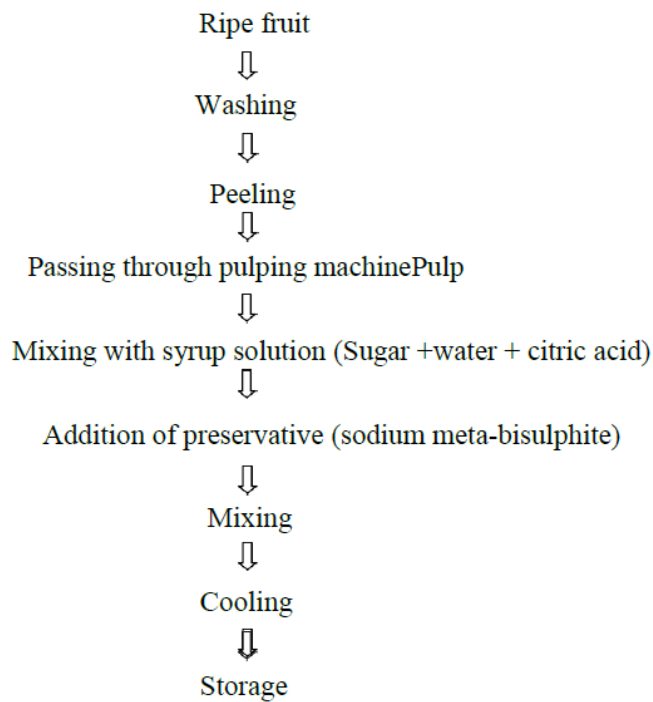 Ripe fruit
Washing
Peeling
Passing through pulping machinePulp
Mixing with syrup solution (Sugar +water + citric acid)
Addition of preservative (sodium meta-bisulphite)
Mixing
Cooling
Storage